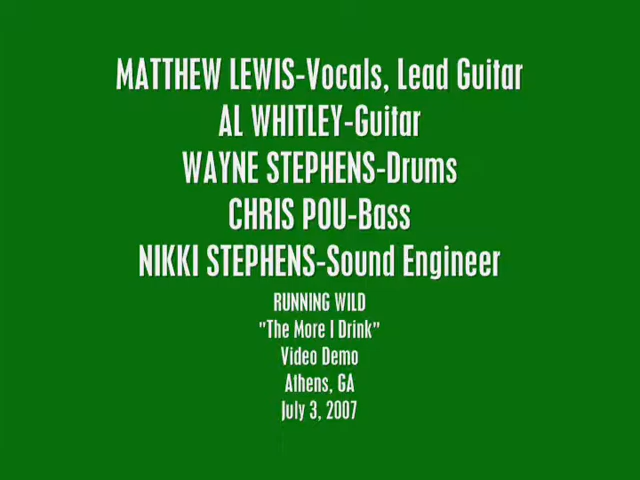 MATTHEW LEWIS-Vocals, Lead Guitar
AL WHITLEY-Guitar
WAYNE STEPHENS-Drums
CHRIS POU-Bass
NIKKI STEPHENS-Sound Engineer
RUNNING WILD
"The More I Drink"
Video Demo
Athens, GA
July 3, 2007